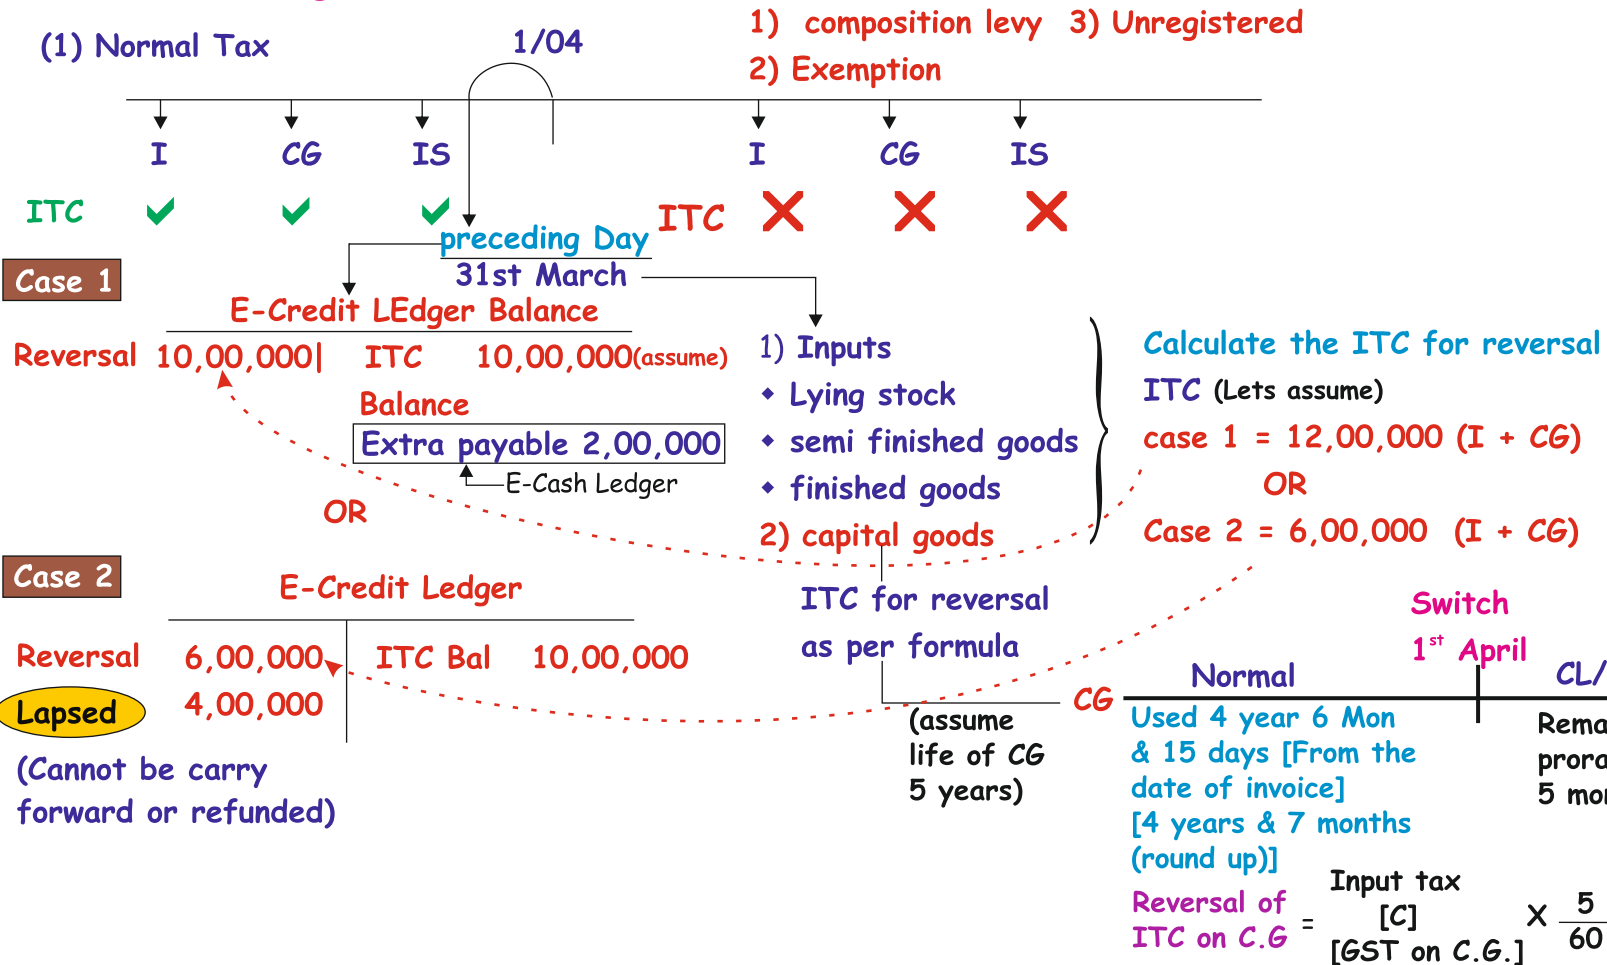 (1) Normal Tax
1/04
1) composition levy 3) Unregistered
2) Exemption
I CG IS
I CG IS
ITC
ITC
preceding Day
31st March
Case 1
E-Credit LEdger Balance
Reversal 10,00,000| ITC 10,00,000(assume)
Balance
Extra payable 2,00,000
E-Cash Ledger
OR
1) Inputs
Lying stock
semi finished goods
finished goods
2) capital goods
Calculate the ITC for reversal
ITC (Lets assume)
case 1 = 12,00,000 (I + CG)
OR
Case 2 = 6,00,000 (I + CG)
Case 2
E-Credit Ledger
Reversal 6,00,000 ITC Bal 10,00,000
Lapsed 4,00,000
(Cannot be carry
forward or refunded)
ITC for reversal
as per formula
(assume
life of CG
5 years)
CG
Switch
1st April
Normal
CL/
Used 4 year 6 Mon
& 15 days [From the
date of invoice]
[4 years & 7 months
(round up)]
5
Reversal of
ITC on C.G
=
Input tax
[C]
[GST on C.G.]
X 5
60